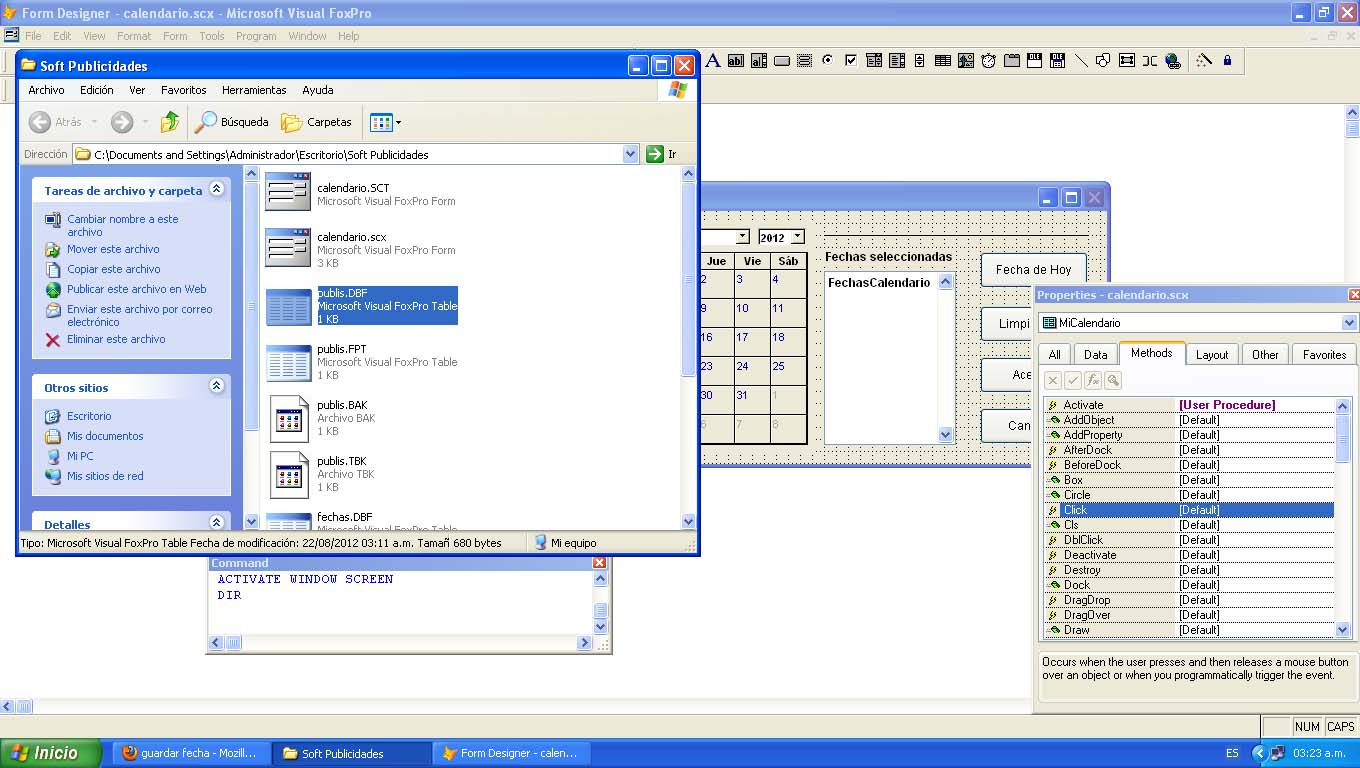 Form Designer - calendario.scx - Microsoft Visual FoxPro
File Edit View Format Form Tools Program Window Help
Soft Publicidades
Archivo Edición Ver Favoritos Herramientas Ayuda
Atrás Búsqueda Carpetas
Dirección C:\Documents and Settings\Administrador\Escritorio\Soft Publicidades Ir
Tareas de archivo y carpeta
Cambiar nombre a este
archivo
Mover este archivo
Copiar este archivo
Publicar este archivo en Web
Enviar este archivo por correo
electrónico
Eliminar este archivo
Otros sitios
Escritorio
Mis documentos
Mi PC
Mis sitios de red
Detalles
calendario.SCT
Microsoft Visual FoxPro Form
calendario.scx
Microsoft Visual FoxPro Form
3 KB
publis.DBF
Microsoft Visual FoxPro Table
1 KB
publis.FPT
Microsoft Visual FoxPro Table
1 KB
publis.BAK
Archivo BAK
1 KB
publis.TBK
Archivo TBK
1 KB
fechas.DBF
Microsoft Visual FoxPro Table
Tipo: Microsoft Visual FoxPro Table Fecha de modificación: 22/08/2012 03:11 a.m. Tamañ 680 bytes Mi equipo
2012
Jue Vie Sáb
2 3 4
9 10 11
16 17 18
23 24 25
30 31 1
6 7 8
Fechas seleccionadas
FechasCalendario
Fecha de Hoy
Limpi
Ace
Can
Properties - calendario.scx
MiCalendario
All Data Methods Layout Other Favorites
Activate [User Procedure]
AddObject [Default]
AddProperty [Default]
AfterDock [Default]
BeforeDock [Default]
Box [Default]
Circle [Default]
Click [Default]
Cls [Default]
DblClick [Default]
Deactivate [Default]
Destroy [Default]
Dock [Default]
DragDrop [Default]
DragOver [Default]
Draw [Default]
Occurs when the user presses and then releases a mouse button
over an object or when you programmatically trigger the event.
Command
ACTIVATE WINDOW SCREEN
DIR
NUM CAPS
Inicio guardar fecha - Mozill... Soft Publicidades Form Designer - calen... ES 03:23 a.m.